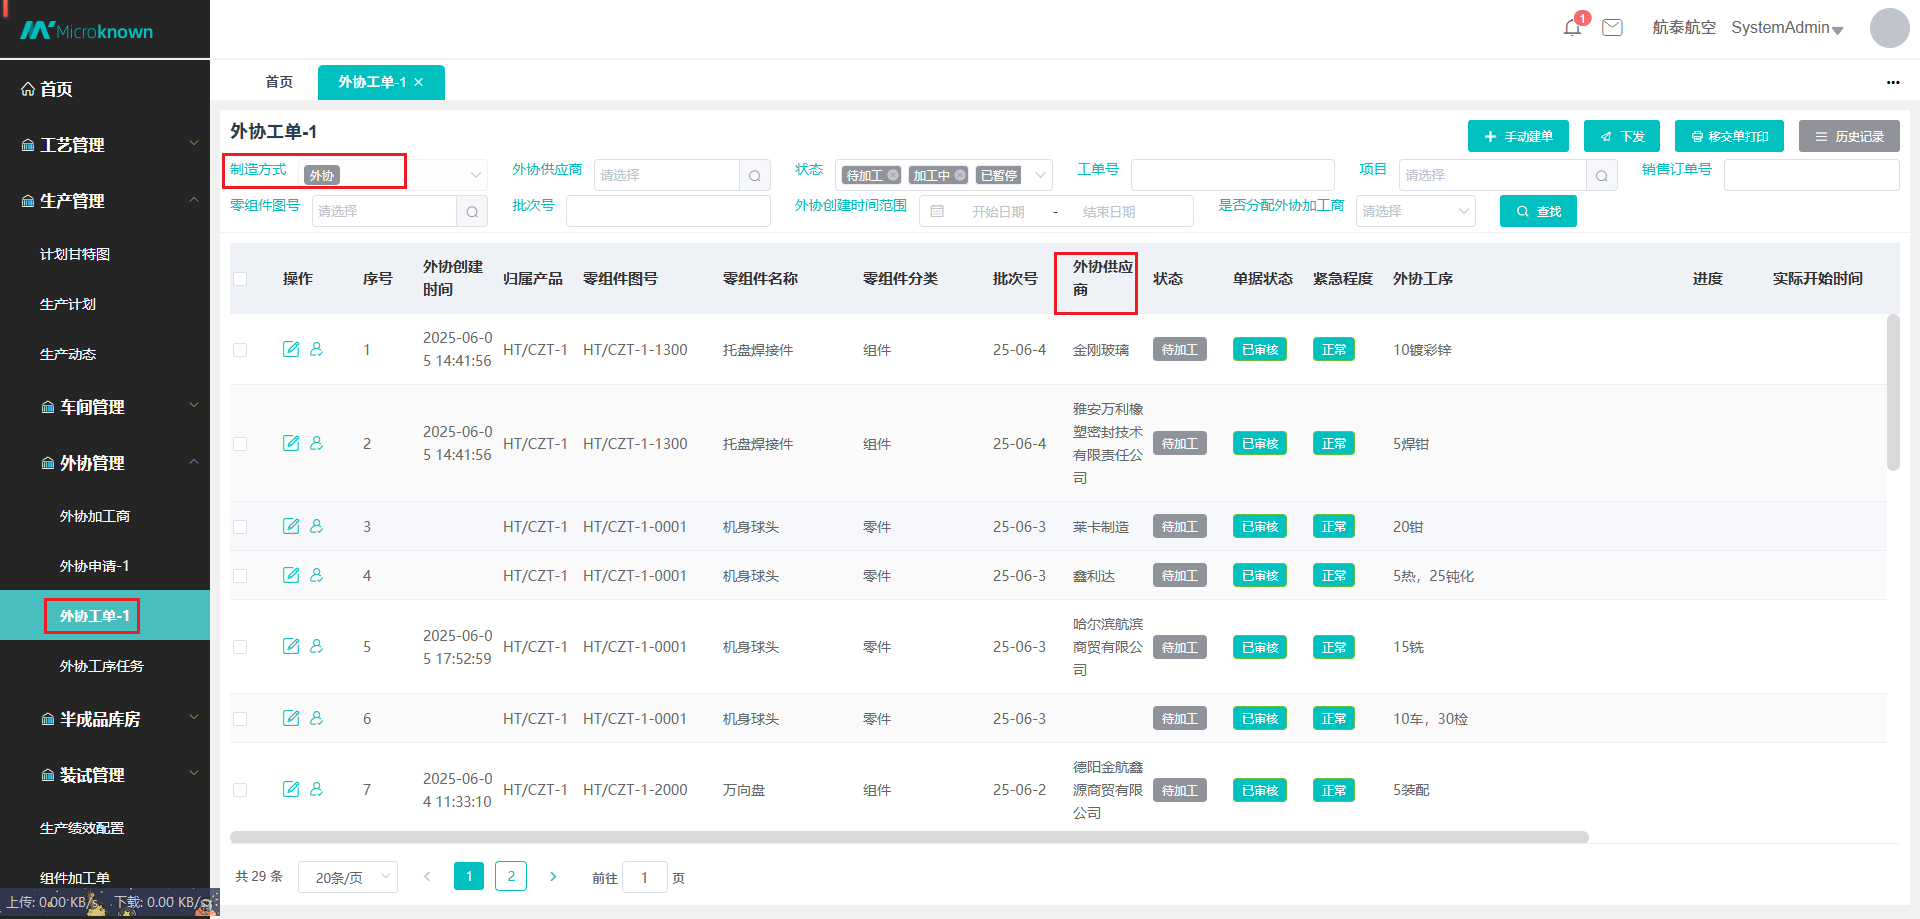 Microknown
1
航泰航空 SystemAdmin
首页
工艺管理
生产管理
计划甘特图
生产计划
生产动态
车间管理
外协管理
外协加工商
外协申请-1
外协工单-1
外协工序任务
半成品库房
装试管理
生产绩效配置
组件加工单
上传: 0.00 KB/s 下载: 0.00 KB/s
首页 外协工单-1 ×
外协工单-1
手动建单 下发 移交单打印 历史记录
制造方式 外协 外协供应商 请选择 状态 待加工 加工中 已暂停 工单号 项目 请选择 销售订单号
零组件图号 请选择 批次号 外协创建时间范围 开始日期 - 结束日期 是否分配外协加工商 请选择 查找
操作 序号 外协创建时间 归属产品 零组件图号 零组件名称 零组件分类 批次号 外协供应商 状态 单据状态 紧急程度 外协工序 进度 实际开始时间
1 2025-06-05 14:41:56 HT/CZT-1 HT/CZT-1-1300 托盘焊接件 组件 25-06-4 金刚玻璃 待加工 已审核 正常 10镀彩锌
2 2025-06-05 14:41:56 HT/CZT-1 HT/CZT-1-1300 托盘焊接件 组件 25-06-4 雅安万利橡塑密封技术有限责任公司 待加工 已审核 正常 5焊钳
3 HT/CZT-1 HT/CZT-1-0001 机身球头 零件 25-06-3 莱卡制造 待加工 已审核 正常 20钳
4 HT/CZT-1 HT/CZT-1-0001 机身球头 零件 25-06-3 鑫利达 待加工 已审核 正常 5热，25钝化
5 2025-06-05 17:52:59 HT/CZT-1 HT/CZT-1-0001 机身球头 零件 25-06-3 哈尔滨航滨商贸有限公司 待加工 已审核 正常 15铣
6 HT/CZT-1 HT/CZT-1-0001 机身球头 零件 25-06-3 待加工 已审核 正常 10车，30检
7 2025-06-04 11:33:10 HT/CZT-1 HT/CZT-1-2000 万向盘 组件 25-06-2 德阳金航鑫源商贸有限公司 待加工 已审核 正常 5装配
共 29 条 20条/页 1 2 前往 1 页